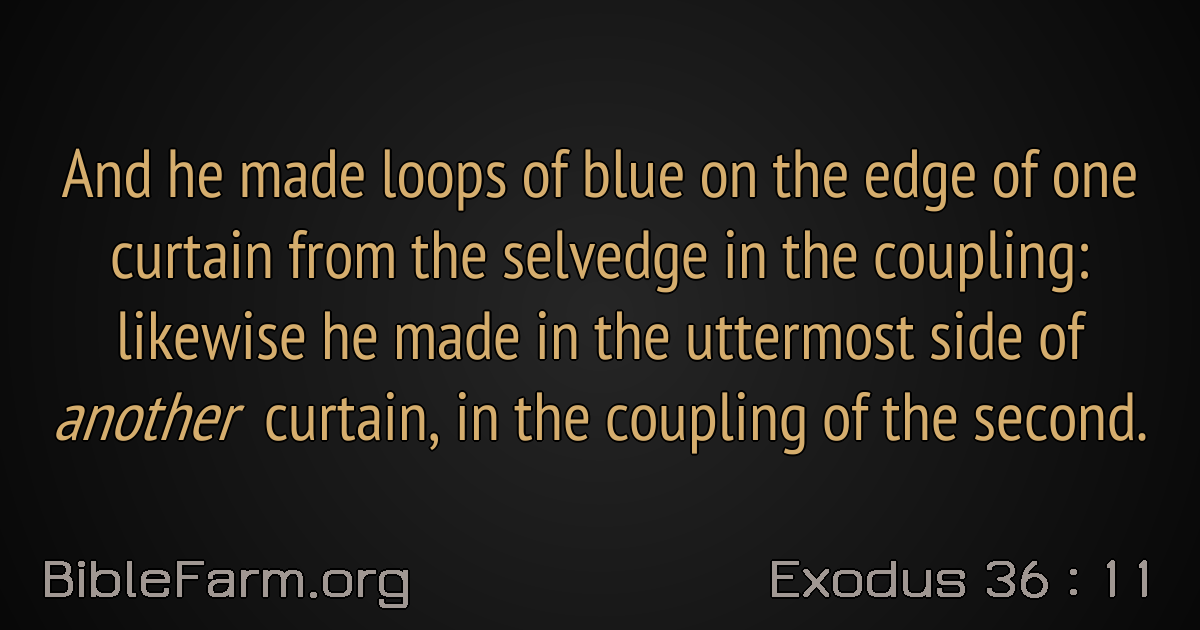 And he made loops of blue on the edge of one
curtain from the selvedge in the coupling:
likewise he made in the uttermost side of
another curtain, in the coupling of the second.
BibleFarm.org
Exodus 36 : 11